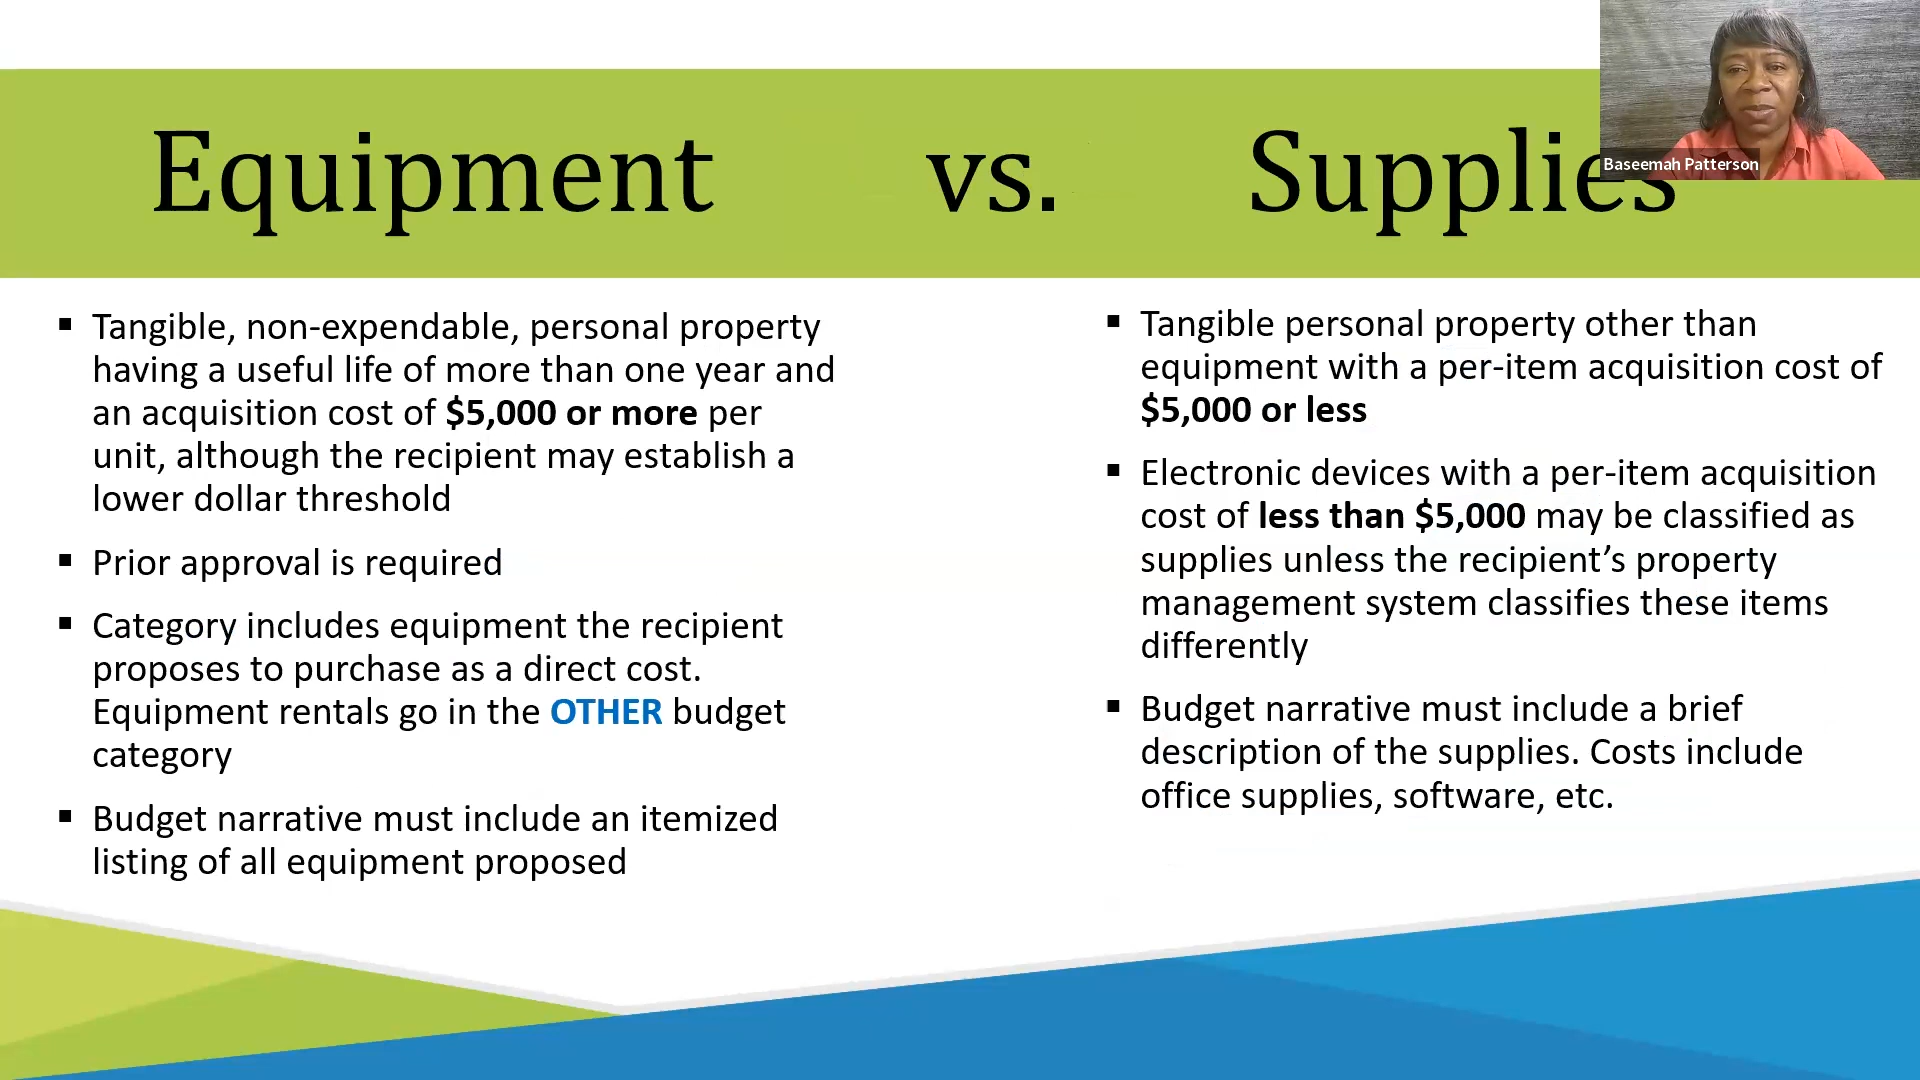 Equipment vs. Supplies
Baseemah Patterson
▪ Tangible, non-expendable, personal property
having a useful life of more than one year and
an acquisition cost of $5,000 or more per
unit, although the recipient may establish a
lower dollar threshold
▪ Prior approval is required
▪ Category includes equipment the recipient
proposes to purchase as a direct cost.
Equipment rentals go in the OTHER budget
category
▪ Budget narrative must include an itemized
listing of all equipment proposed
▪ Tangible personal property other than
equipment with a per-item acquisition cost of
$5,000 or less
▪ Electronic devices with a per-item acquisition
cost of less than $5,000 may be classified as
supplies unless the recipient’s property
management system classifies these items
differently
▪ Budget narrative must include a brief
description of the supplies. Costs include
office supplies, software, etc.